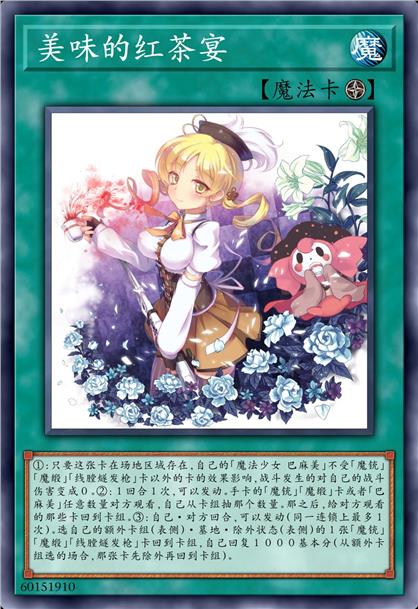 美味的红茶宴
魔
【魔法卡】
①:只要这张卡在场地区域存在,自己的「魔法少女 巴麻美」不受「魔铳」
「魔缎」「线膛燧发枪」卡以外的卡的效果影响,战斗发生的对自己的战斗
伤害变成0。②:1回合1次,可以发动。手卡的「魔铳」「魔缎」卡或者「巴
麻美」任意数量对方观看,自己从卡组抽那个数量。那之后,给对方观看
的那些卡回到卡组。③:自己·对方回合,可以发动(同一连锁上最多1
次)。选自己的额外卡组(表侧)·墓地·除外状态(表侧)的1张「魔铳」
「魔缎」「线膛燧发枪」卡回到卡组,自己回复1000基本分(从额外卡
组选的场合,那张卡先除外再回到卡组)。
60151910